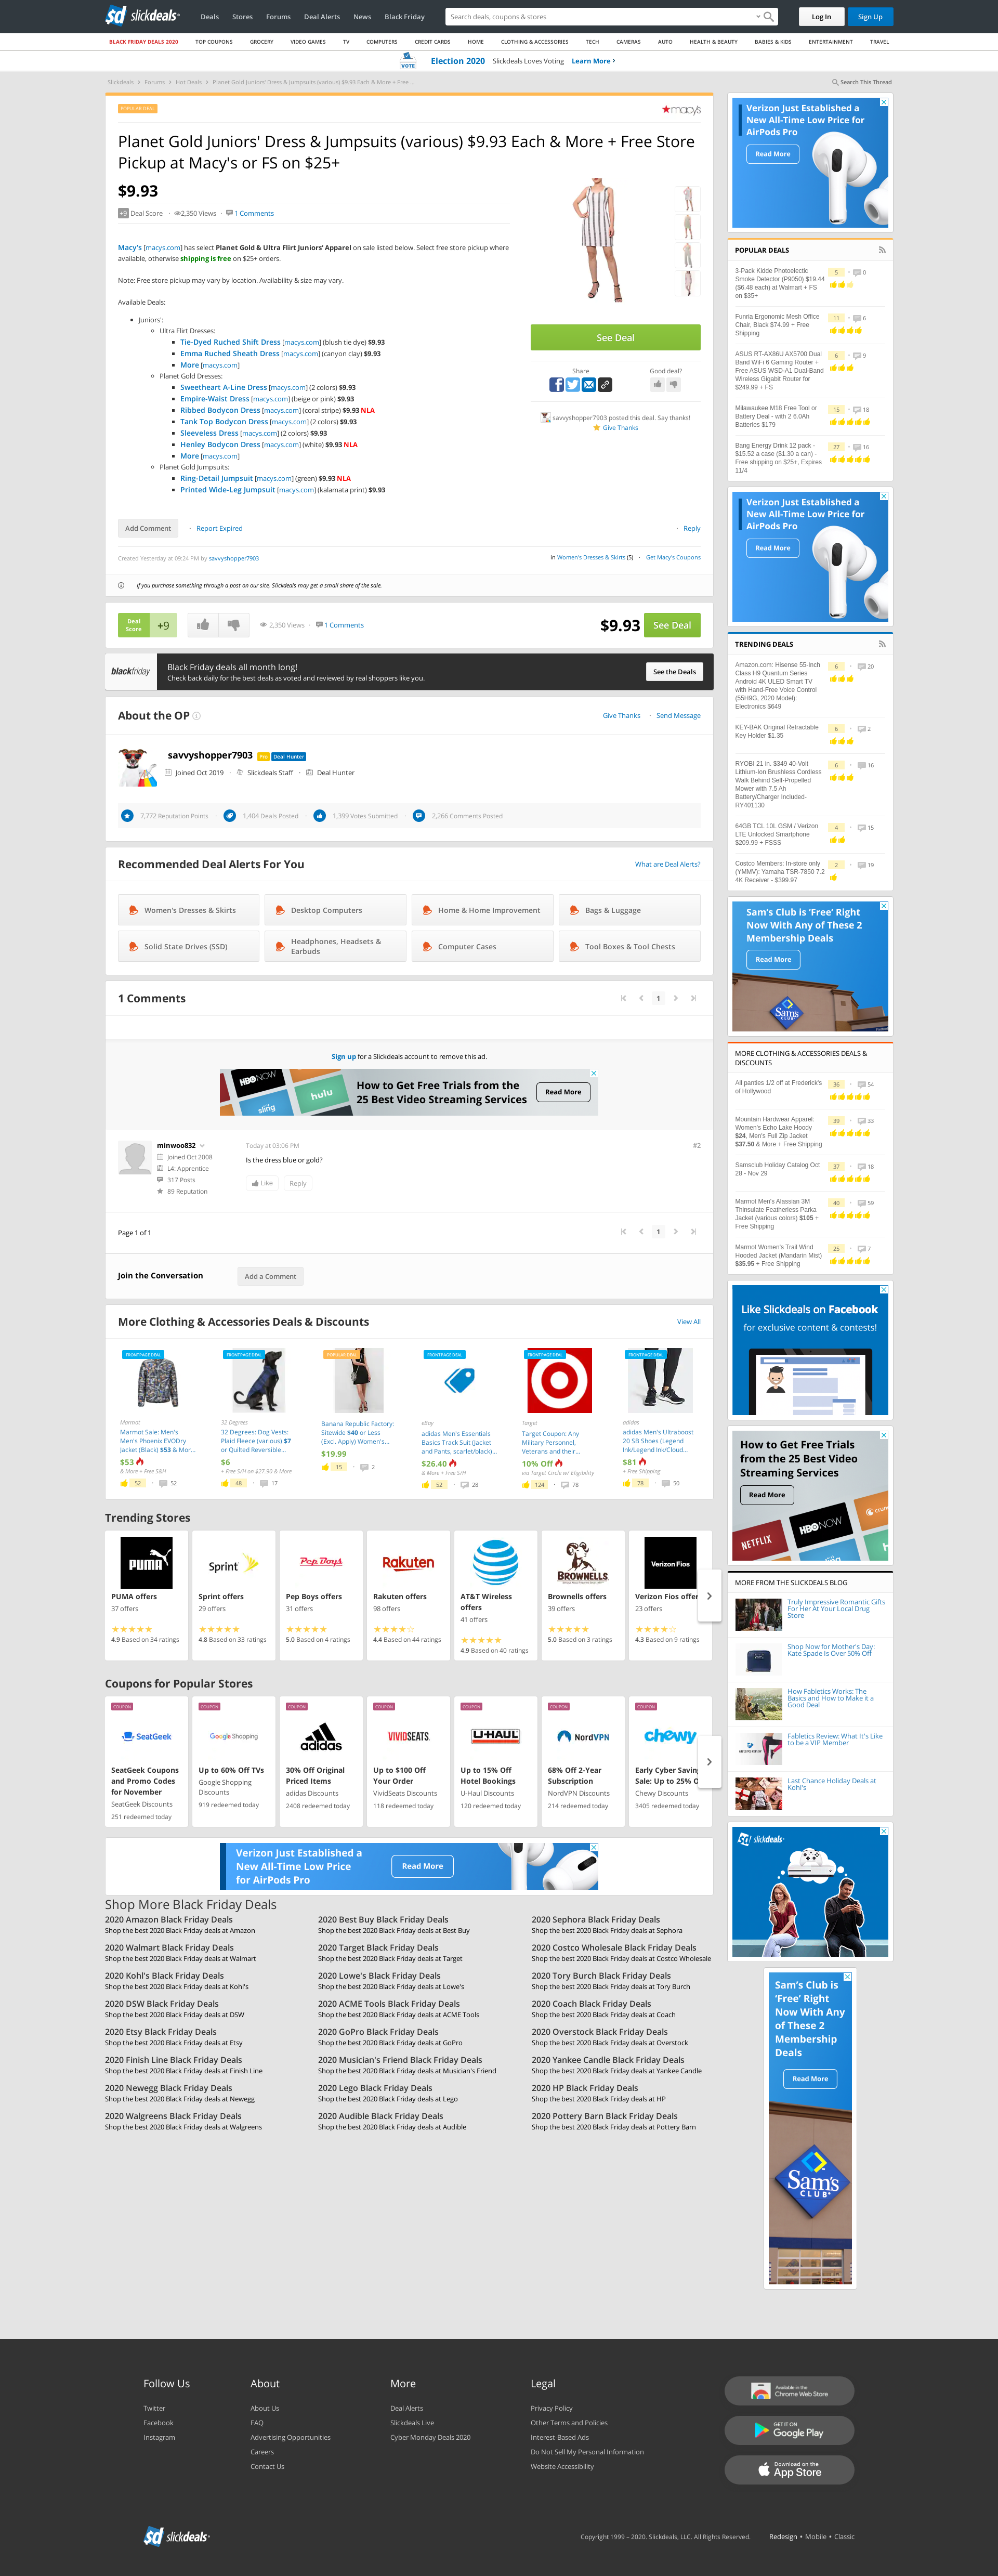 slickdeals
Deals
Stores
Forums
Deal Alerts
News
Black Friday
Search deals, coupons & stores
Log In
Sign Up
BLACK FRIDAY DEALS 2020
TOP COUPONS
GROCERY
VIDEO GAMES
TV
COMPUTERS
CREDIT CARDS
HOME
CLOTHING & ACCESSORIES
TECH
CAMERAS
AUTO
HEALTH & BEAUTY
BABIES & KIDS
ENTERTAINMENT
TRAVEL
VOTE
Election 2020 Slickdeals Loves Voting Learn More ›
Slickdeals › Forums › Hot Deals › Planet Gold Juniors' Dress & Jumpsuits (various) $9.93 Each & More + Free ...
Search This Thread
POPULAR DEAL
macy's
Planet Gold Juniors' Dress & Jumpsuits (various) $9.93 Each & More + Free Store
Pickup at Macy's or FS on $25+
$9.93
+9 Deal Score · 2,350 Views · 1 Comments
Macy's [macys.com] has select Planet Gold & Ultra Flirt Juniors' Apparel on sale listed below. Select free store pickup where
available, otherwise shipping is free on $25+ orders.
Note: Free store pickup may vary by location. Availability & size may vary.
Available Deals:
Juniors':
Ultra Flirt Dresses:
Tie-Dyed Ruched Shift Dress [macys.com] (blush tie dye) $9.93
Emma Ruched Sheath Dress [macys.com] (canyon clay) $9.93
More [macys.com]
Planet Gold Dresses:
Sweetheart A-Line Dress [macys.com] (2 colors) $9.93
Empire-Waist Dress [macys.com] (beige or pink) $9.93
Ribbed Bodycon Dress [macys.com] (coral stripe) $9.93 NLA
Tank Top Bodycon Dress [macys.com] (2 colors) $9.93
Sleeveless Dress [macys.com] (2 colors) $9.93
Henley Bodycon Dress [macys.com] (white) $9.93 NLA
More [macys.com]
Planet Gold Jumpsuits:
Ring-Detail Jumpsuit [macys.com] (green) $9.93 NLA
Printed Wide-Leg Jumpsuit [macys.com] (kalamata print) $9.93
See Deal
Share
Good deal?
savvyshopper7903 posted this deal. Say thanks!
Give Thanks
Add Comment · Report Expired
· Reply
Created Yesterday at 09:24 PM by savvyshopper7903
in Women's Dresses & Skirts (5) · Get Macy's Coupons
If you purchase something through a post on our site, Slickdeals may get a small share of the sale.
Deal
Score
+9
2,350 Views · 1 Comments
$9.93
See Deal
blackfriday
Black Friday deals all month long!
Check back daily for the best deals as voted and reviewed by real shoppers like you.
See the Deals
About the OP
Give Thanks · Send Message
savvyshopper7903 Pro Deal Hunter
Joined Oct 2019 · Slickdeals Staff · Deal Hunter
7,772 Reputation Points
1,404 Deals Posted
1,399 Votes Submitted
2,266 Comments Posted
Recommended Deal Alerts For You
What are Deal Alerts?
Women's Dresses & Skirts
Desktop Computers
Home & Home Improvement
Bags & Luggage
Solid State Drives (SSD)
Headphones, Headsets &
Earbuds
Computer Cases
Tool Boxes & Tool Chests
1 Comments
1
Sign up for a Slickdeals account to remove this ad.
HBO NOW
sling
hulu
How to Get Free Trials from the
25 Best Video Streaming Services
Read More
minwoo832
Joined Oct 2008
L4: Apprentice
317 Posts
89 Reputation
Today at 03:06 PM
#2
Is the dress blue or gold?
Like
Reply
Page 1 of 1
1
Join the Conversation
Add a Comment
More Clothing & Accessories Deals & Discounts
View All
FRONTPAGE DEAL
Marmot
Marmot Sale: Men's
Men's Phoenix EVODry
Jacket (Black) $53 & Mor...
$53
& More + Free S&H
52 · 52
FRONTPAGE DEAL
32 Degrees
32 Degrees: Dog Vests:
Plaid Fleece (various) $7
or Quilted Reversible...
$6
+ Free S/H on $27.90 & More
48 · 17
POPULAR DEAL
Banana Republic Factory:
Sitewide $40 or Less
(Excl. Apply) Women's...
$19.99
15 · 2
FRONTPAGE DEAL
eBay
adidas Men's Essentials
Basics Track Suit (Jacket
and Pants, scarlet/black)...
$26.40
& More + Free S/H
52 · 28
FRONTPAGE DEAL
Target
Target Coupon: Any
Military Personnel,
Veterans and their...
10% Off
via Target Circle w/ Eligibility
124 · 78
FRONTPAGE DEAL
adidas
adidas Men's Ultraboost
20 SB Shoes (Legend
Ink/Legend Ink/Cloud...
$81
+ Free Shipping
78 · 50
Trending Stores
PUMA
PUMA offers
37 offers
4.9 Based on 34 ratings
Sprint
Sprint offers
29 offers
4.8 Based on 33 ratings
Pep Boys
Pep Boys offers
31 offers
5.0 Based on 4 ratings
Rakuten
Rakuten offers
98 offers
4.4 Based on 44 ratings
AT&T Wireless
offers
41 offers
4.9 Based on 40 ratings
BROWNELLS
Brownells offers
39 offers
5.0 Based on 3 ratings
Verizon Fios
Verizon Fios offers
23 offers
4.3 Based on 9 ratings
Coupons for Popular Stores
COUPON
SeatGeek
SeatGeek Coupons
and Promo Codes
for November
SeatGeek Discounts
251 redeemed today
COUPON
Google Shopping
Up to 60% Off TVs
Google Shopping
Discounts
919 redeemed today
COUPON
adidas
30% Off Original
Priced Items
adidas Discounts
2408 redeemed today
COUPON
VIVIDSEATS
Up to $100 Off
Your Order
VividSeats Discounts
118 redeemed today
COUPON
U-HAUL
Up to 15% Off
Hotel Bookings
U-Haul Discounts
120 redeemed today
COUPON
NordVPN
68% Off 2-Year
Subscription
NordVPN Discounts
214 redeemed today
COUPON
chewy
Early Cyber Saving
Sale: Up to 25% O
Chewy Discounts
3405 redeemed today
Verizon Just Established a
New All-Time Low Price
for AirPods Pro
Read More
Shop More Black Friday Deals
2020 Amazon Black Friday Deals
Shop the best 2020 Black Friday deals at Amazon
2020 Best Buy Black Friday Deals
Shop the best 2020 Black Friday deals at Best Buy
2020 Sephora Black Friday Deals
Shop the best 2020 Black Friday deals at Sephora
2020 Walmart Black Friday Deals
Shop the best 2020 Black Friday deals at Walmart
2020 Target Black Friday Deals
Shop the best 2020 Black Friday deals at Target
2020 Costco Wholesale Black Friday Deals
Shop the best 2020 Black Friday deals at Costco Wholesale
2020 Kohl's Black Friday Deals
Shop the best 2020 Black Friday deals at Kohl's
2020 Lowe's Black Friday Deals
Shop the best 2020 Black Friday deals at Lowe's
2020 Tory Burch Black Friday Deals
Shop the best 2020 Black Friday deals at Tory Burch
2020 DSW Black Friday Deals
Shop the best 2020 Black Friday deals at DSW
2020 ACME Tools Black Friday Deals
Shop the best 2020 Black Friday deals at ACME Tools
2020 Coach Black Friday Deals
Shop the best 2020 Black Friday deals at Coach
2020 Etsy Black Friday Deals
Shop the best 2020 Black Friday deals at Etsy
2020 GoPro Black Friday Deals
Shop the best 2020 Black Friday deals at GoPro
2020 Overstock Black Friday Deals
Shop the best 2020 Black Friday deals at Overstock
2020 Finish Line Black Friday Deals
Shop the best 2020 Black Friday deals at Finish Line
2020 Musician's Friend Black Friday Deals
Shop the best 2020 Black Friday deals at Musician's Friend
2020 Yankee Candle Black Friday Deals
Shop the best 2020 Black Friday deals at Yankee Candle
2020 Newegg Black Friday Deals
Shop the best 2020 Black Friday deals at Newegg
2020 Lego Black Friday Deals
Shop the best 2020 Black Friday deals at Lego
2020 HP Black Friday Deals
Shop the best 2020 Black Friday deals at HP
2020 Walgreens Black Friday Deals
Shop the best 2020 Black Friday deals at Walgreens
2020 Audible Black Friday Deals
Shop the best 2020 Black Friday deals at Audible
2020 Pottery Barn Black Friday Deals
Shop the best 2020 Black Friday deals at Pottery Barn
Verizon Just Established a
New All-Time Low Price for
AirPods Pro
Read More
POPULAR DEALS
3-Pack Kidde Photoelectic
Smoke Detector (P9050) $19.44
($6.48 each) at Walmart + FS
on $35+
5 · 0
Funria Ergonomic Mesh Office
Chair, Black $74.99 + Free
Shipping
11 · 6
ASUS RT-AX86U AX5700 Dual
Band WiFi 6 Gaming Router +
Free ASUS WSD-A1 Dual-Band
Wireless Gigabit Router for
$249.99 + FS
6 · 9
Milawaukee M18 Free Tool or
Battery Deal - with 2 6.0Ah
Batteries $179
15 · 18
Bang Energy Drink 12 pack -
$15.52 a case ($1.30 a can) -
Free shipping on $25+, Expires
11/4
27 · 16
Verizon Just Established a
New All-Time Low Price for
AirPods Pro
Read More
TRENDING DEALS
Amazon.com: Hisense 55-Inch
Class H9 Quantum Series
Android 4K ULED Smart TV
with Hand-Free Voice Control
(55H9G, 2020 Model):
Electronics $649
6 · 20
KEY-BAK Original Retractable
Key Holder $1.35
6 · 2
RYOBI 21 in. $349 40-Volt
Lithium-Ion Brushless Cordless
Walk Behind Self-Propelled
Mower with 7.5 Ah
Battery/Charger Included-
RY401130
6 · 16
64GB TCL 10L GSM / Verizon
LTE Unlocked Smartphone
$209.99 + FSSS
4 · 15
Costco Members: In-store only
(YMMV): Yamaha TSR-7850 7.2
4K Receiver - $399.97
2 · 19
Sam's Club is 'Free' Right
Now With Any of These 2
Membership Deals
Read More
Sam's
MORE CLOTHING & ACCESSORIES DEALS &
DISCOUNTS
All panties 1/2 off at Frederick's
of Hollywood
36 · 54
Mountain Hardwear Apparel:
Women's Echo Lake Hoody
$24, Men's Full Zip Jacket
$37.50 & More + Free Shipping
39 · 33
Samsclub Holiday Catalog Oct
28 - Nov 29
37 · 18
Marmot Men's Alassian 3M
Thinsulate Featherless Parka
Jacket (various colors) $105 +
Free Shipping
40 · 59
Marmot Women's Trail Wind
Hooded Jacket (Mandarin Mist)
$35.95 + Free Shipping
25 · 7
Like Slickdeals on Facebook
for exclusive content & contests!
How to Get Free Trials
from the 25 Best Video
Streaming Services
Read More
NETFLIX
HBO NOW
hulu
crunchyroll
sling
MORE FROM THE SLICKDEALS BLOG
Truly Impressive Romantic Gifts
For Her At Your Local Drug
Store
Shop Now for Mother's Day:
Kate Spade Is Over 50% Off
How Fabletics Works: The
Basics and How to Make it a
Good Deal
Fabletics Review: What It's Like
to be a VIP Member
Last Chance Holiday Deals at
Kohl's
slickdeals
Sam's Club is
'Free' Right
Now With Any
of These 2
Membership
Deals
Read More
Sam's
CLUB
Follow Us
Twitter
Facebook
Instagram
About
About Us
FAQ
Advertising Opportunities
Careers
Contact Us
More
Deal Alerts
Slickdeals Live
Cyber Monday Deals 2020
Legal
Privacy Policy
Other Terms and Policies
Interest-Based Ads
Do Not Sell My Personal Information
Website Accessibility
Available in the
Chrome Web Store
GET IT ON
Google Play
Download on the
App Store
slickdeals
Copyright 1999 – 2020. Slickdeals, LLC. All Rights Reserved.
Redesign • Mobile • Classic